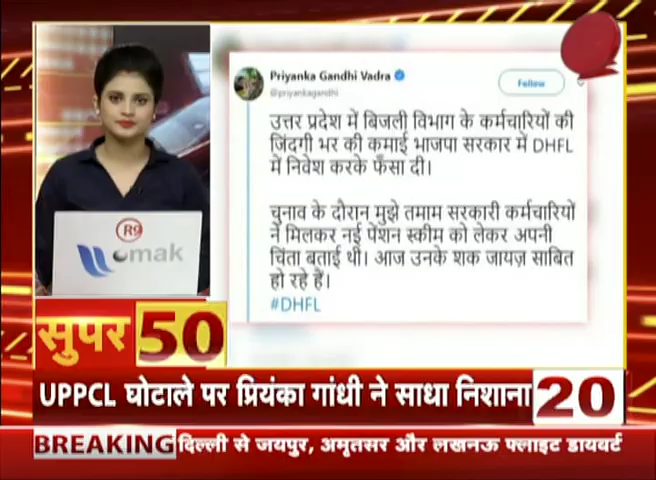 Priyanka Gandhi Vadra
@priyankagandhi
Follow
उत्तर प्रदेश में बिजली विभाग के कर्मचारियों की
ज़िंदगी भर की कमाई भाजपा सरकार में DHFL
में निवेश करके फँसा दी।
चुनाव के दौरान मुझे तमाम सरकारी कर्मचारियों
ने मिलकर नई पेंशन स्कीम को लेकर अपनी
चिंता बताई थी। आज उनके शक जायज़ साबित
हो रहे हैं।
#DHFL
R9
mak
सुपर 50
UPPCL घोटाले पर प्रियंका गांधी ने साधा निशाना 20
BREAKING दिल्ली से जयपुर, अमृतसर और लखनऊ फ्लाइट डायवर्ट